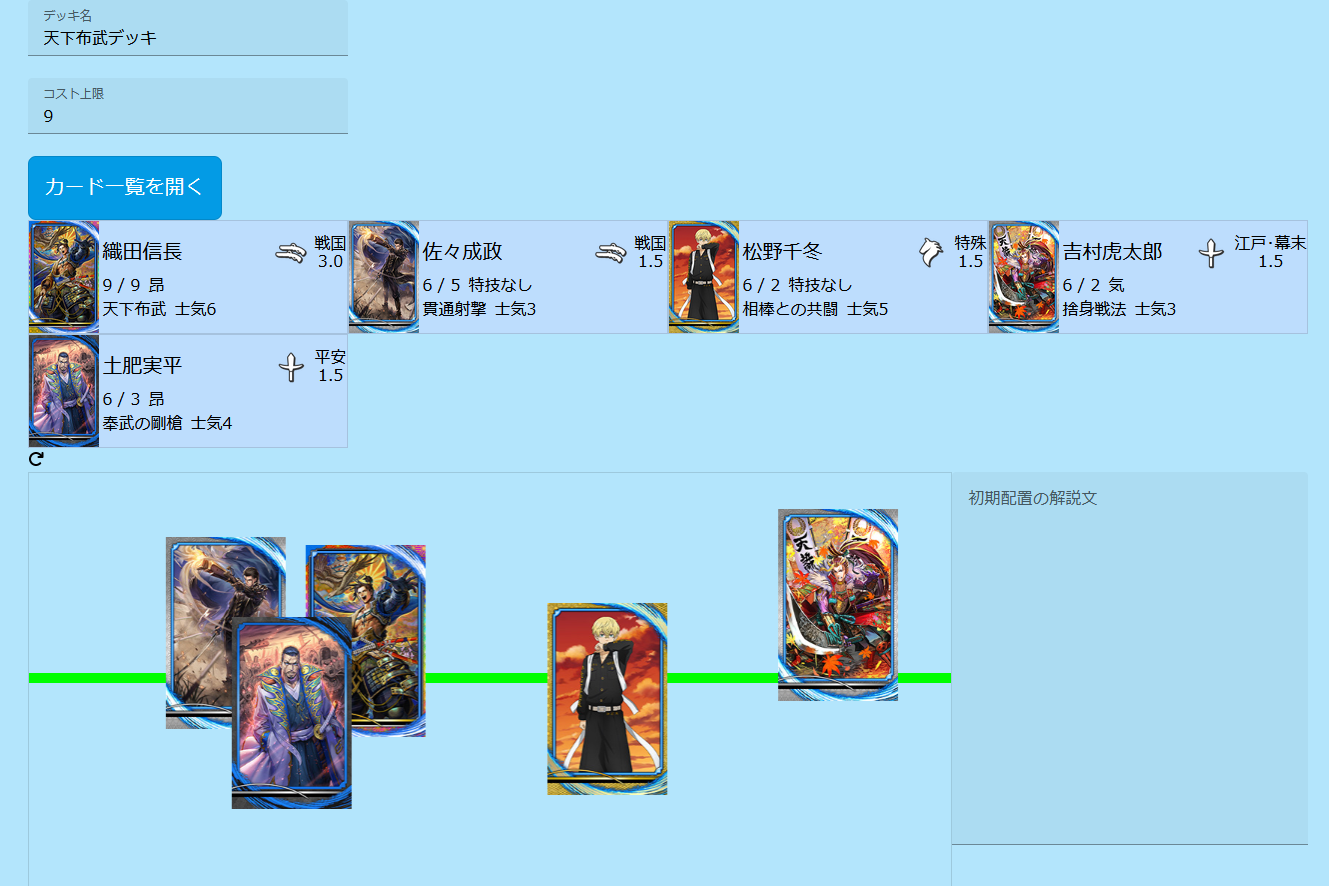 デッキ名
天下布武デッキ
コスト上限
9
カード一覧を開く
織田信長
戦国
3.0
9 / 9 昂
天下布武 士気6
佐々成政
戦国
1.5
6 / 5 特技なし
貫通射撃 士気3
松野千冬
特殊
1.5
6 / 2 特技なし
相棒との共闘 士気5
吉村虎太郎
江戸･幕末
1.5
6 / 2 気
捨身戦法 士気3
土肥実平
平安
1.5
6 / 3 昂
奉武の剛槍 士気4
初期配置の解説文